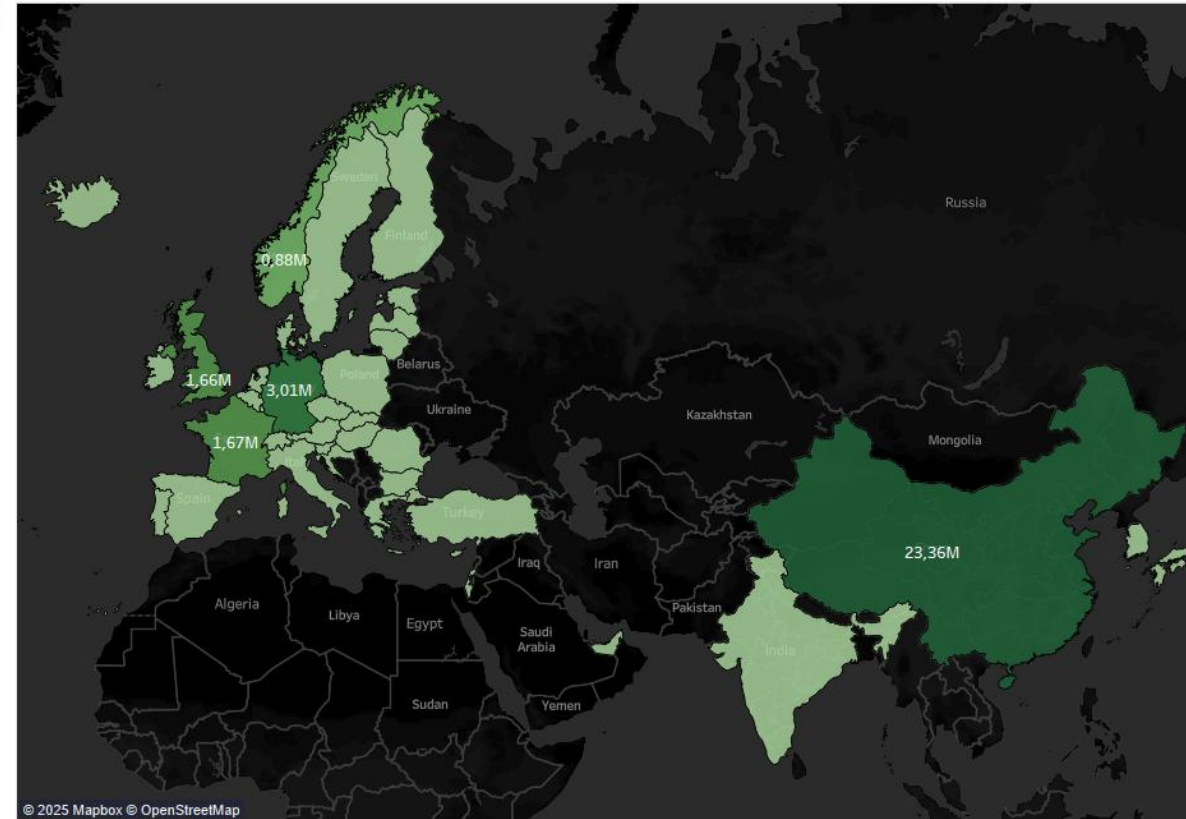 Sweden
Russia
Finland
0,88M
Belarus
Poland
1,66M
3,01M
Ukraine
Kazakhstan
1,67M
Mongolia
Spain
Turkey
23,36M
Iraq
Iran
Algeria
Libya
Egypt
Pakistan
Saudi
Arabia
India
Sudan
Yemen
© 2025 Mapbox © OpenStreetMap